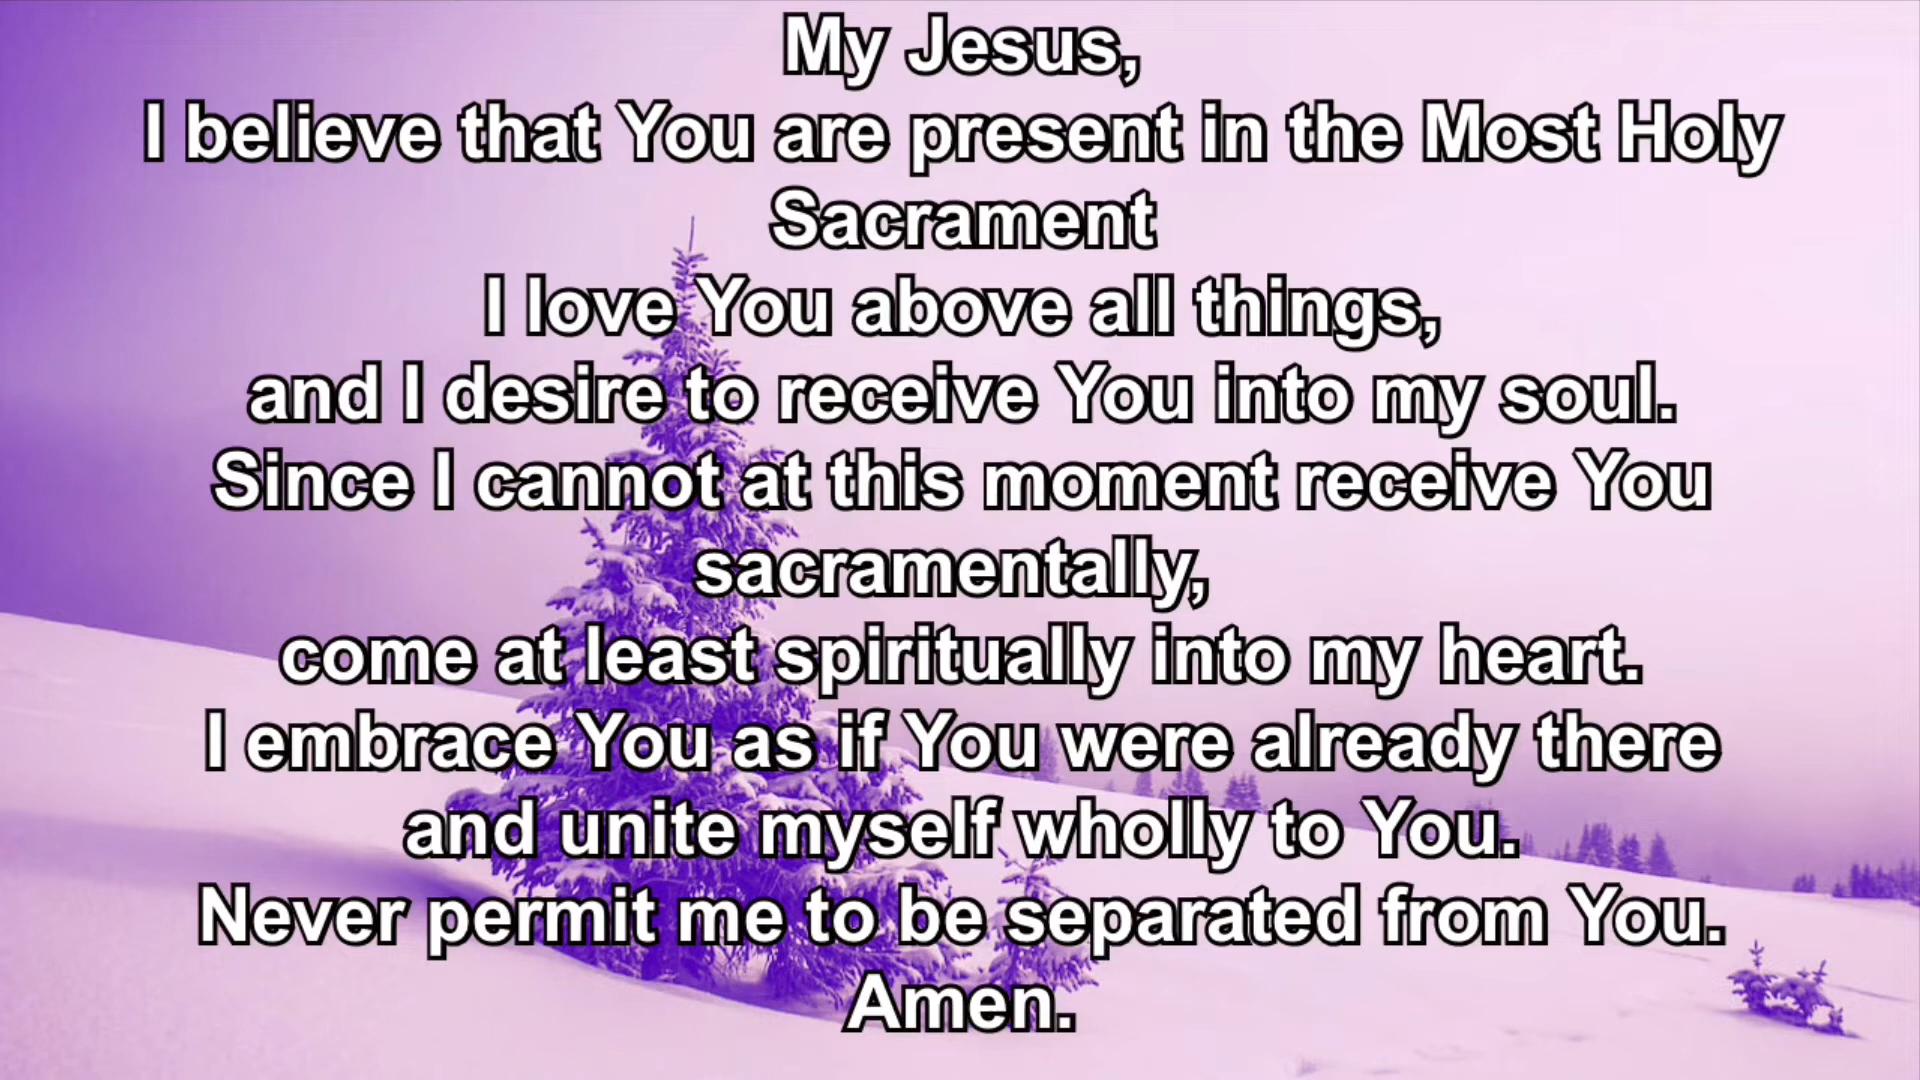 My Jesus,
I believe that You are present in the Most Holy
Sacrament
I love You above all things,
and I desire to receive You into my soul.
Since I cannot at this moment receive You
sacramentally,
come at least spiritually into my heart.
I embrace You as if You were already there
and unite myself wholly to You.
Never permit me to be separated from You.
Amen.